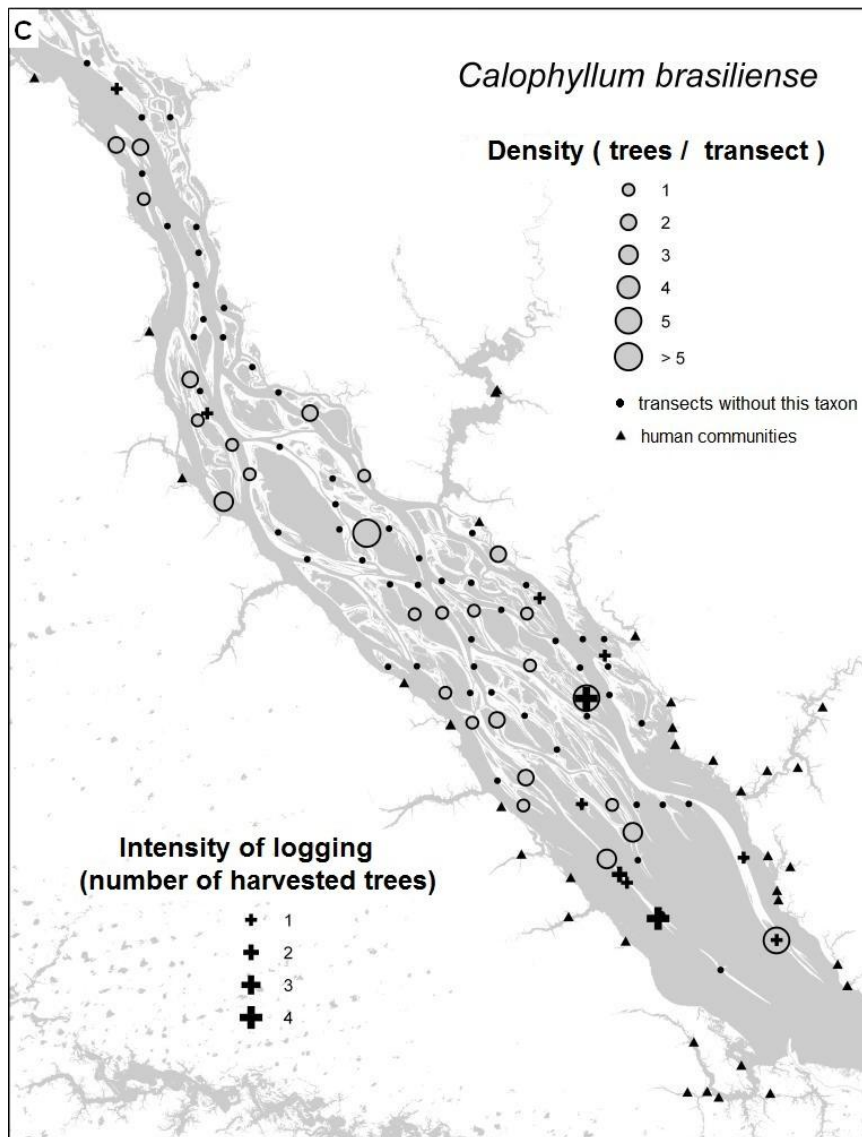 C
Calophyllum brasiliense
Density ( trees / transect )
1
2
3
4
5
> 5
transects without this taxon
human communities
Intensity of logging
(number of harvested trees)
1
2
3
4